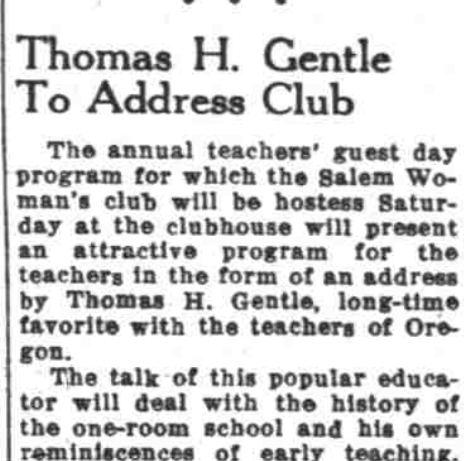 Thomas H. Gentle
To Address Club
The annual teachers' guest day
program for which the Salem Wo-
man's club will be hostess Satur-
day at the clubhouse will present
an attractive program for the
teachers in the form of an address
by Thomas H. Gentle, long-time
favorite with the teachers of Ore-
gon.
The talk of this popular educa-
tor will deal with the history of
the one-room school and his own
reminiscences of early teaching.